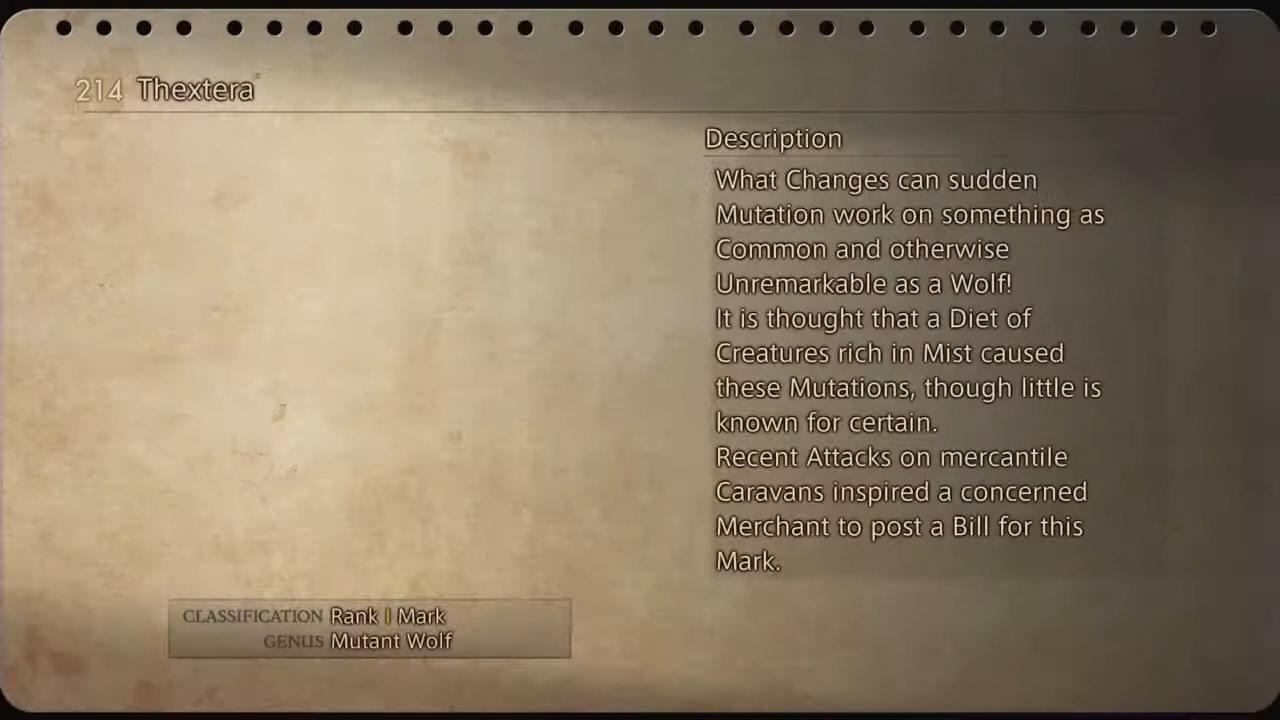 214 Thextera
Description
What Changes can sudden
Mutation work on something as
Common and otherwise
Unremarkable as a Wolf!
It is thought that a Diet of
Creatures rich in Mist caused
these Mutations, though little is
known for certain.
Recent Attacks on mercantile
Caravans inspired a concerned
Merchant to post a Bill for this
Mark.
CLASSIFICATION Rank I Mark
GENUS Mutant Wolf